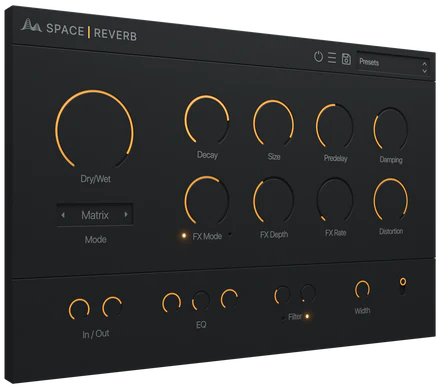 SPACE | REVERB
Presets
Dry/Wet
Decay
Size
Predelay
Damping
Matrix
Mode
FX Mode
FX Depth
FX Rate
Distortion
In / Out
EQ
Filter
Width